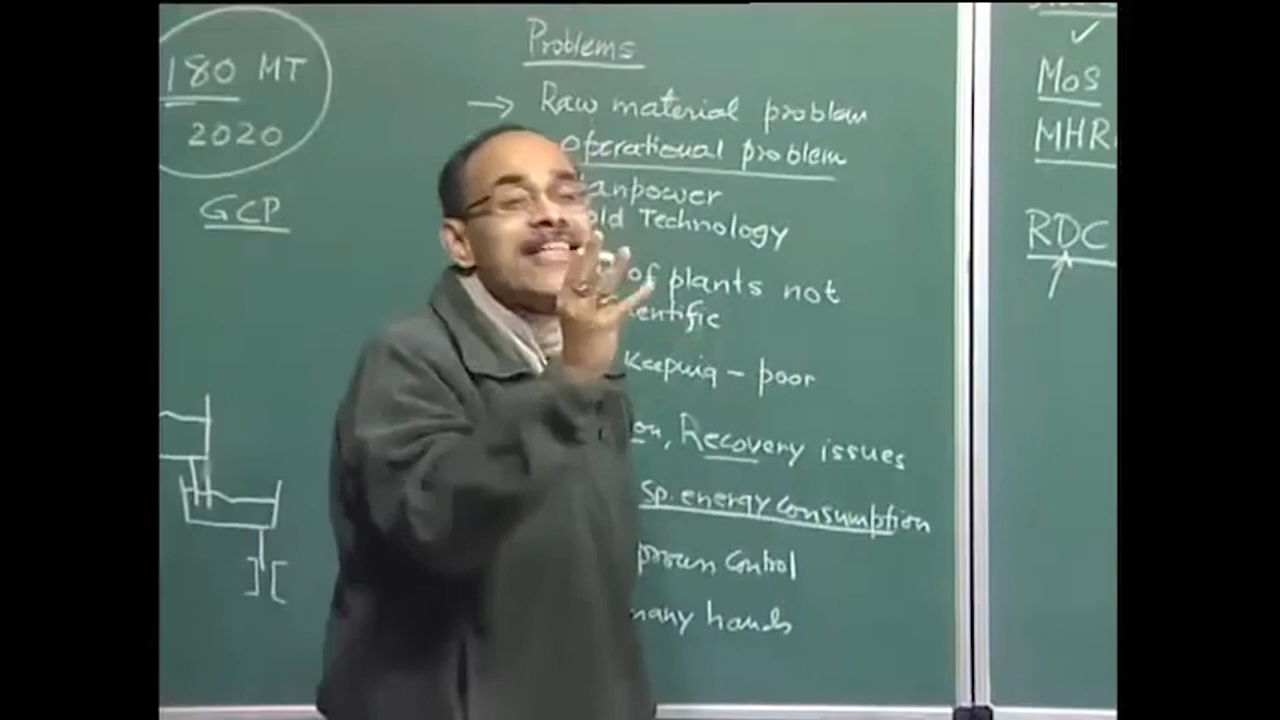 180 MT
2020
GCP
Problems
→ Raw material problem
operational problem
anpower
old Technology
of plants not
entific
Keeping - poor
on, Recovery issues
Sp. energy consumption
process control
many hands
MoS
MHR
RDC